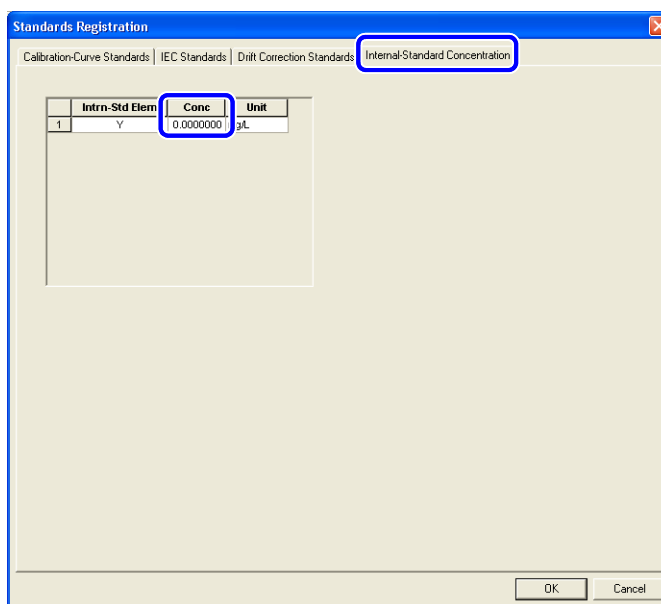 Standards Registration
Calibration-Curve Standards IEC Standards Drift Correction Standards Internal-Standard Concentration
Intrn-Std Elem Conc Unit
1 Y 0.0000000
OK Cancel